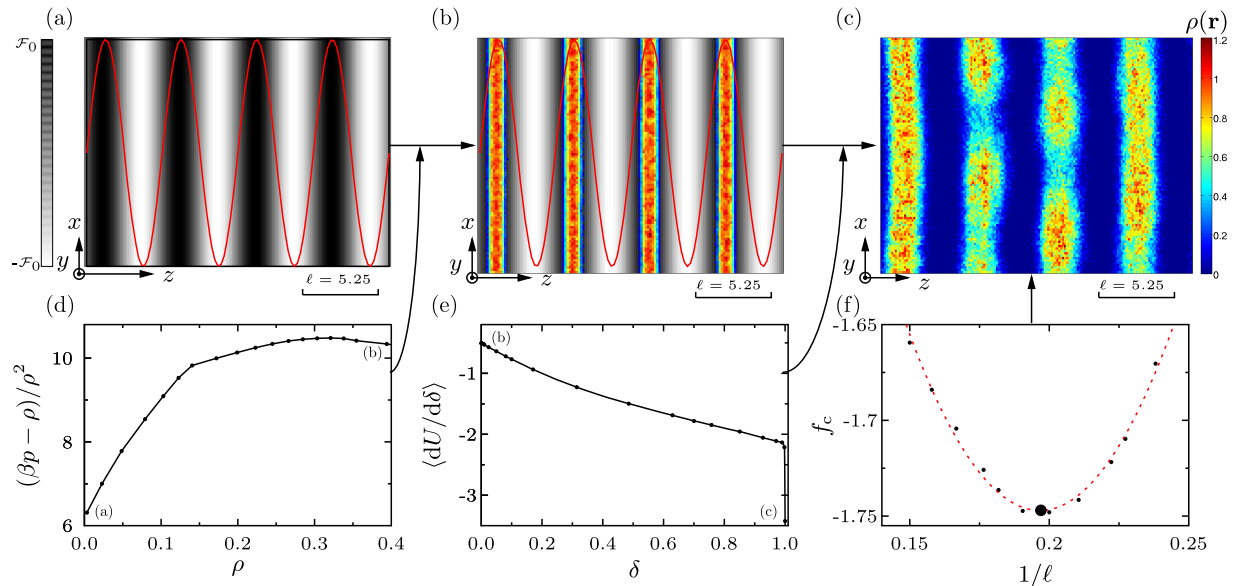 (a)
(b)
(c)
ρ(r)
ℱ₀
-ℱ₀
x
y
z
ℓ = 5.25
x
y
z
ℓ = 5.25
x
y
z
ℓ = 5.25
1.2
1
0.8
0.6
0.4
0.2
0
(d)
(βp − ρ)/ρ²
10
8
6
(a)
(b)
0.0 0.1 0.2 0.3 0.4
ρ
(e)
⟨dU/dδ⟩
-1
-2
-3
(b)
(c)
0.0 0.2 0.4 0.6 0.8 1.0
δ
(f)
f_c
-1.65
-1.7
-1.75
0.15 0.2 0.25
1/ℓ